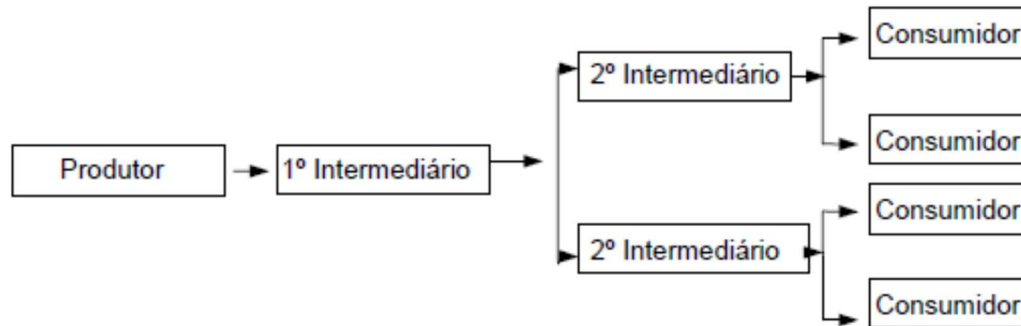 Consumidor
2º Intermediário
Consumidor
Produtor
1º Intermediário
Consumidor
2º Intermediário
Consumidor